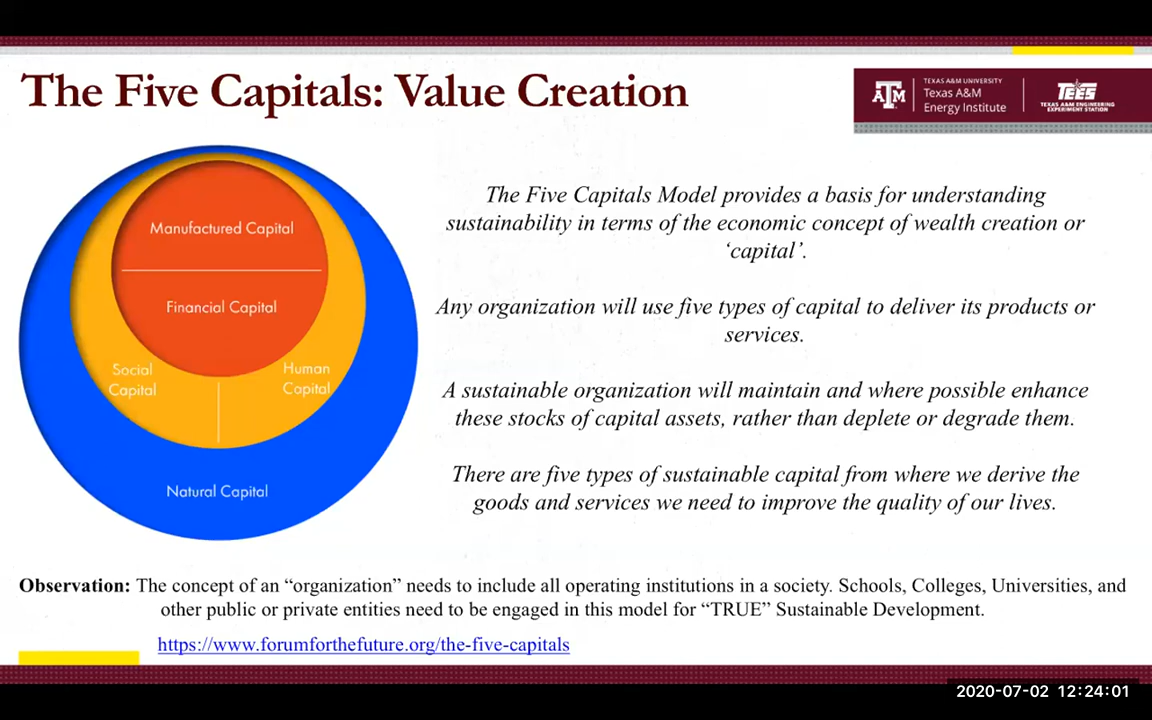 The Five Capitals: Value Creation
TEXAS A&M UNIVERSITY
Texas A&M
Energy Institute
TEES
TEXAS A&M ENGINEERING
EXPERIMENT STATION
ATM
Manufactured Capital
Financial Capital
Social
Capital
Human
Capital
Natural Capital
The Five Capitals Model provides a basis for understanding
sustainability in terms of the economic concept of wealth creation or
‘capital’.
Any organization will use five types of capital to deliver its products or
services.
A sustainable organization will maintain and where possible enhance
these stocks of capital assets, rather than deplete or degrade them.
There are five types of sustainable capital from where we derive the
goods and services we need to improve the quality of our lives.
Observation: The concept of an “organization” needs to include all operating institutions in a society. Schools, Colleges, Universities, and
other public or private entities need to be engaged in this model for “TRUE” Sustainable Development.
https://www.forumforthefuture.org/the-five-capitals
2020-07-02 12:24:01